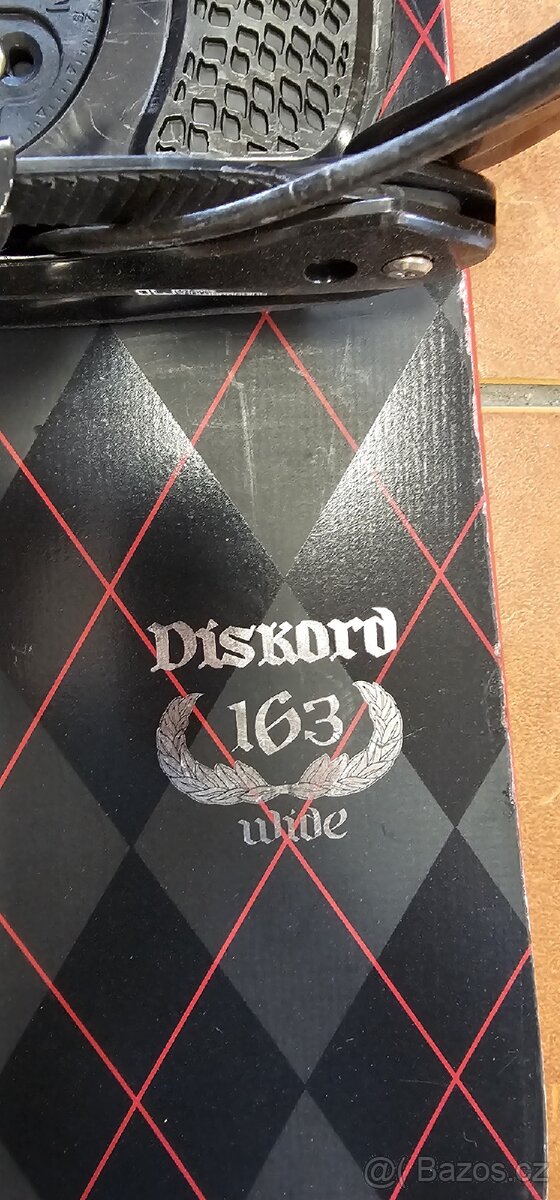 Diskord
163
wide
@( Bazos.cz